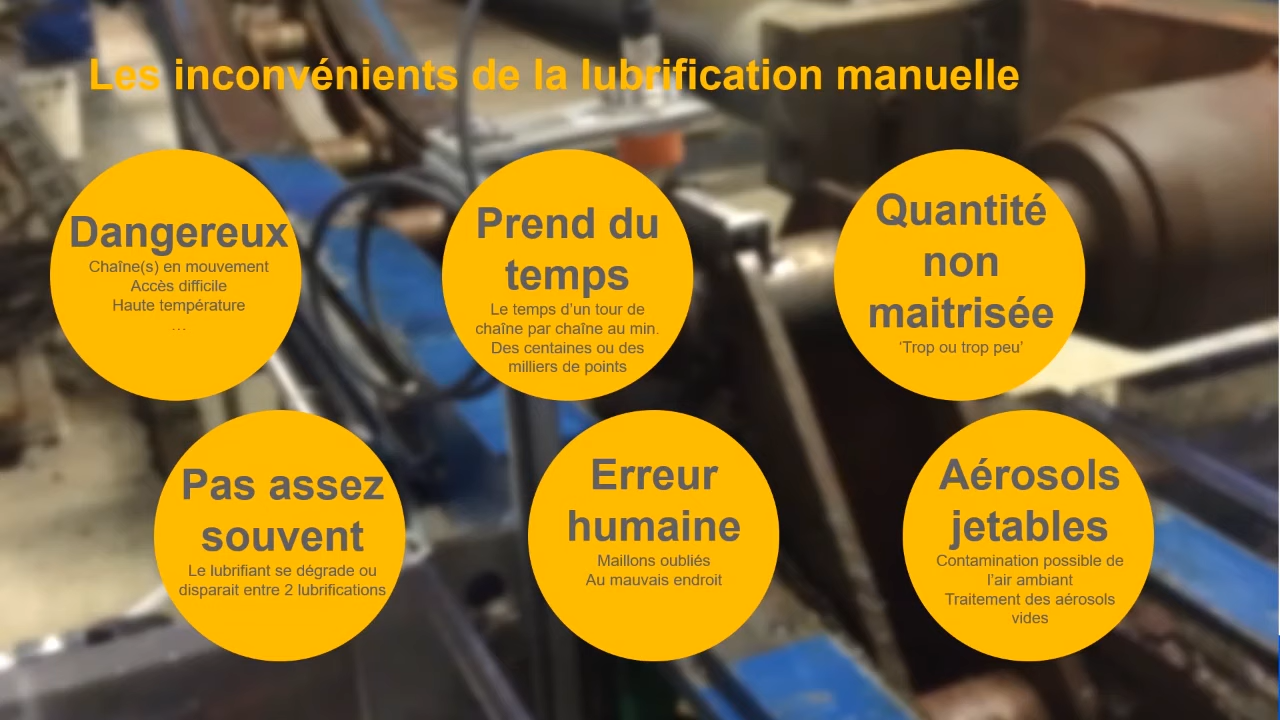 Les inconvénients de la lubrification manuelle
Dangereux
Chaîne(s) en mouvement
Accès difficile
Haute température
…
Prend du
temps
Le temps d’un tour de
chaîne par chaîne au min.
Des centaines ou des
milliers de points
Quantité
non
maitrisée
‘Trop ou trop peu’
Pas assez
souvent
Le lubrifiant se dégrade ou
disparait entre 2 lubrifications
Erreur
humaine
Maillons oubliés
Au mauvais endroit
Aérosols
jetables
Contamination possible de
l’air ambiant
Traitement des aérosols
vides